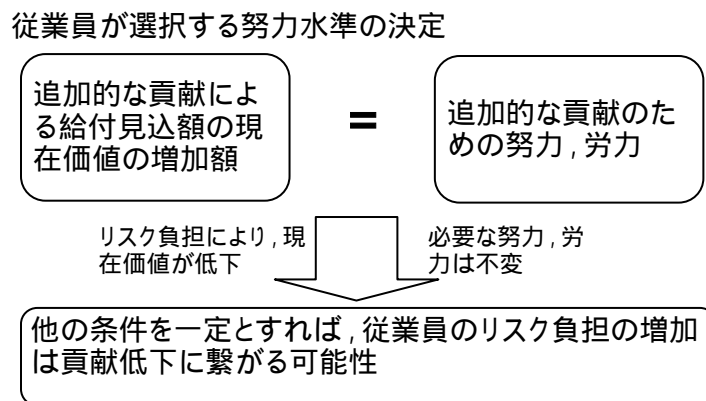 従業員が選択する努力水準の決定
追加的な貢献によ
る給付見込額の現
在価値の増加額
=
追加的な貢献のた
めの努力,労力
リスク負担により,現
在価値が低下
必要な努力,労
力は不変
他の条件を一定とすれば,従業員のリスク負担の増加
は貢献低下に繋がる可能性